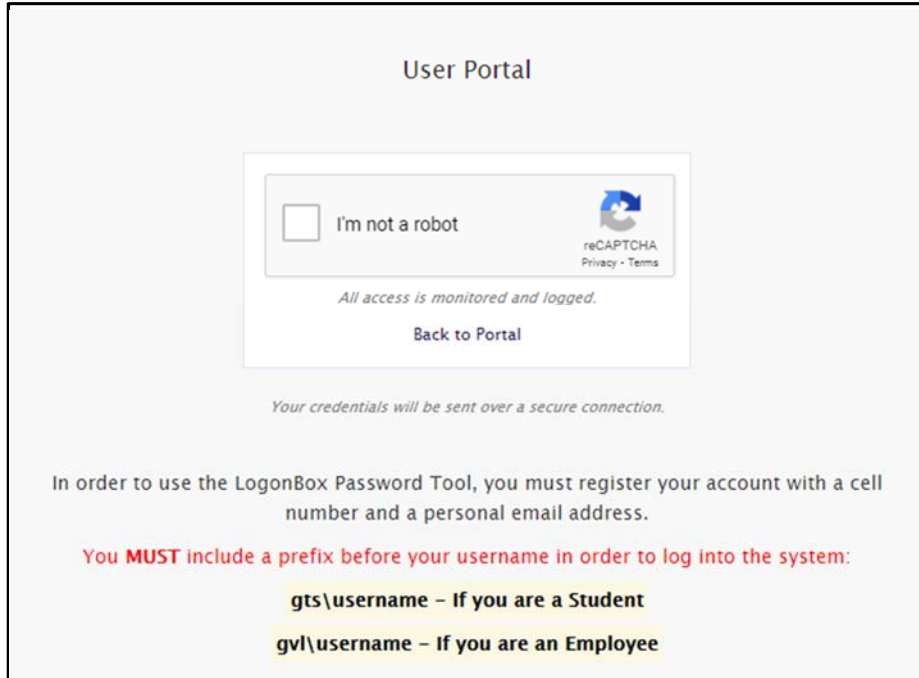 User Portal
I'm not a robot
reCAPTCHA
Privacy - Terms
All access is monitored and logged.
Back to Portal
Your credentials will be sent over a secure connection.
In order to use the LogonBox Password Tool, you must register your account with a cell
number and a personal email address.
You MUST include a prefix before your username in order to log into the system:
gts\username – If you are a Student
gvl\username – If you are an Employee